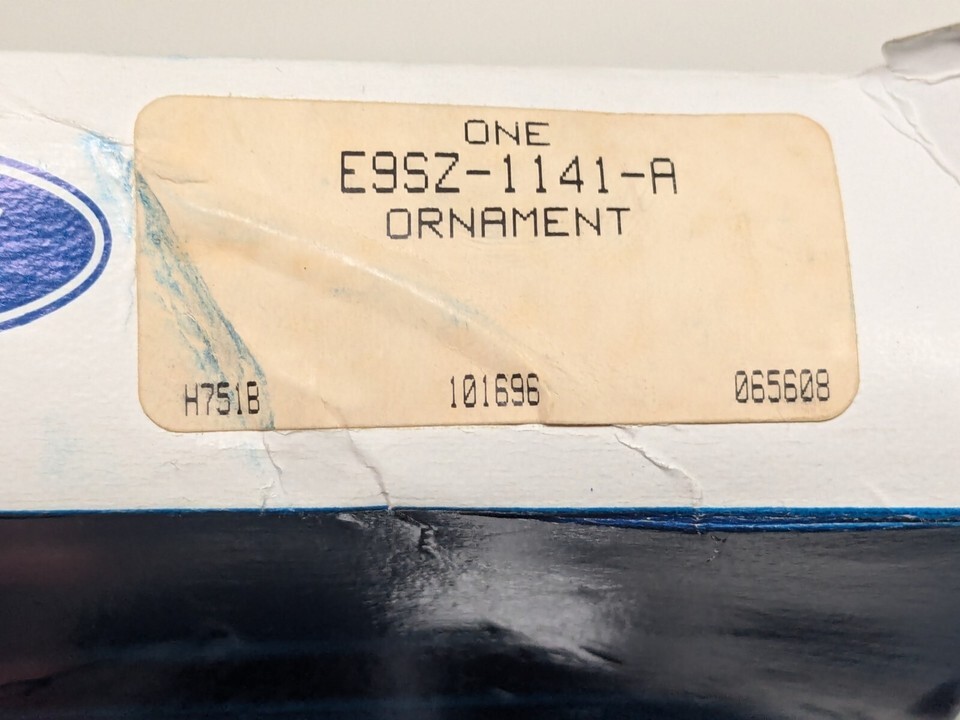 ONE
E9SZ-1141-A
ORNAMENT
H751B 101696 065608